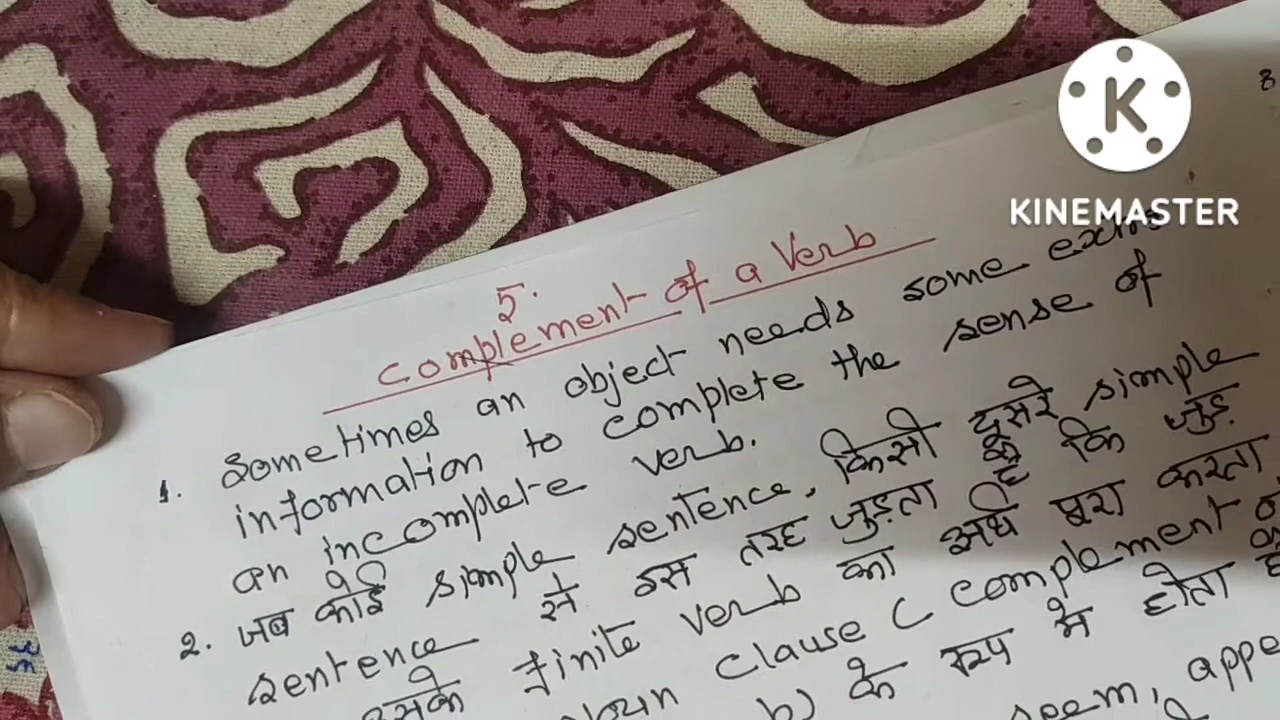 KINEMASTER
5.
Complement of a Verb
1. Sometimes an object needs some extra
information to complete the sense of
an incomplete verb.
2. जब कोई simple sentence, किसी दूसरे simple
sentence से इस तरह जुड़ता है कि जुड़
उसके finite verb का अर्थ पूरा करता
Clause ( complement of
b) के रूप में होता है
seem, appe